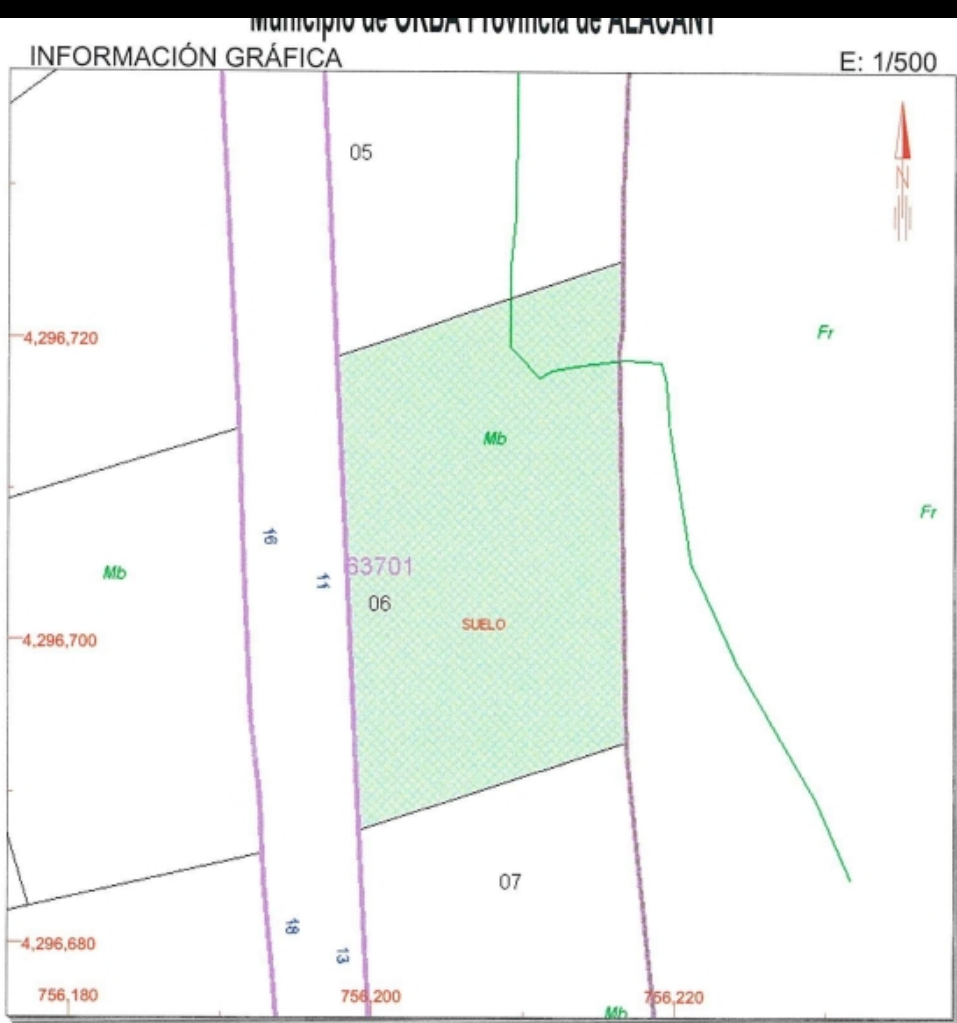 Municipio de ORBA Provincia de ALACANT
INFORMACIÓN GRÁFICA
E: 1/500
05
N
4,296,720
Fr
Mb
Fr
16
63701
Mb
11
06
SUELO
4,296,700
07
18
4,296,680
13
756,180
756,200
756,220
Mb